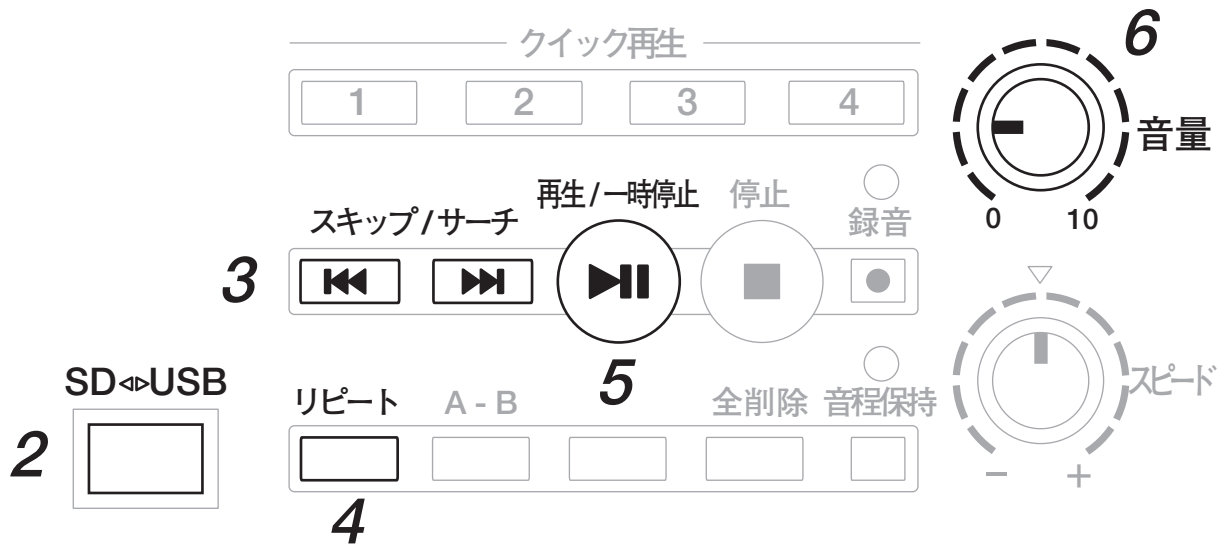 クイック再生
1 2 3 4
6
音量
0 10
スキップ/サーチ
再生/一時停止
停止
録音
3
5
SD◁▷USB
2
リピート
A - B
全削除
音程保持
4
スピード
− +